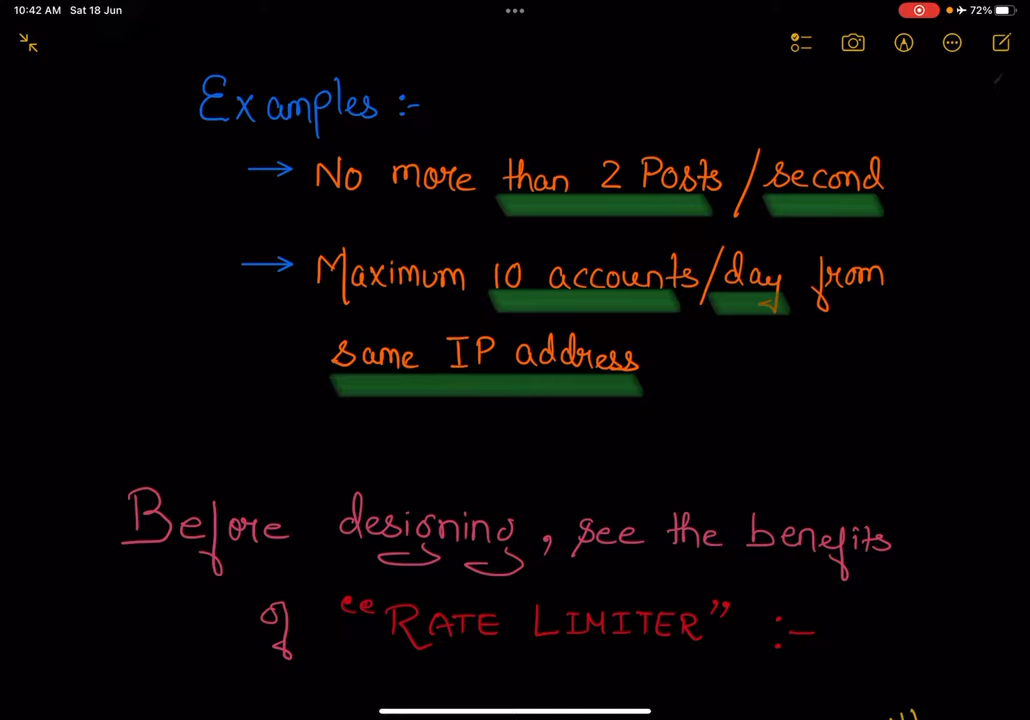 10:42 AM Sat 18 Jun
72%
Examples :-
→ No more than 2 Posts / second
→ Maximum 10 accounts / day from
same IP address
Before designing, see the benefits
of "RATE LIMITER" :-